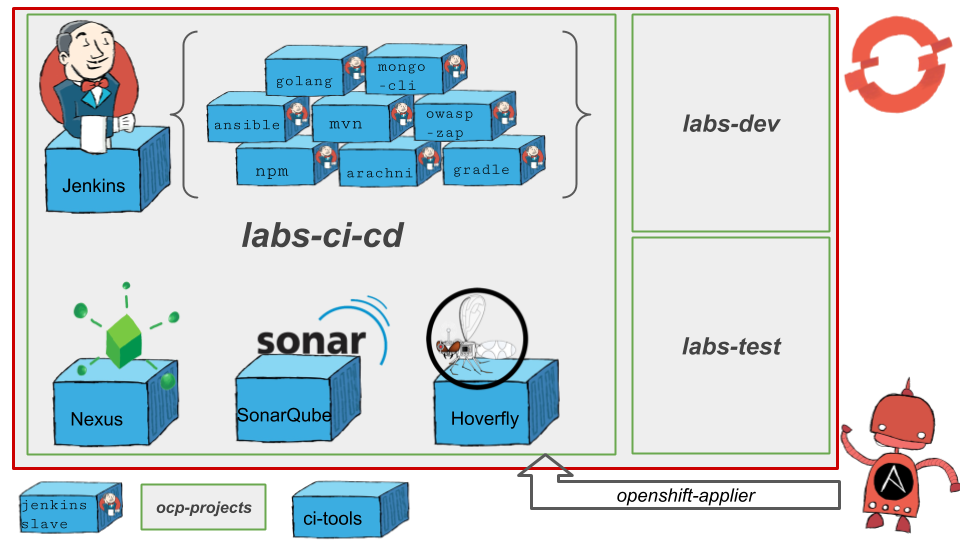 golang
mongo
-cli
ansible
mvn
owasp
-zap
npm
arachni
gradle
Jenkins
labs-ci-cd
labs-dev
labs-test
sonar
Nexus
SonarQube
Hoverfly
openshift-applier
jenkins
slave
ocp-projects
ci-tools
A